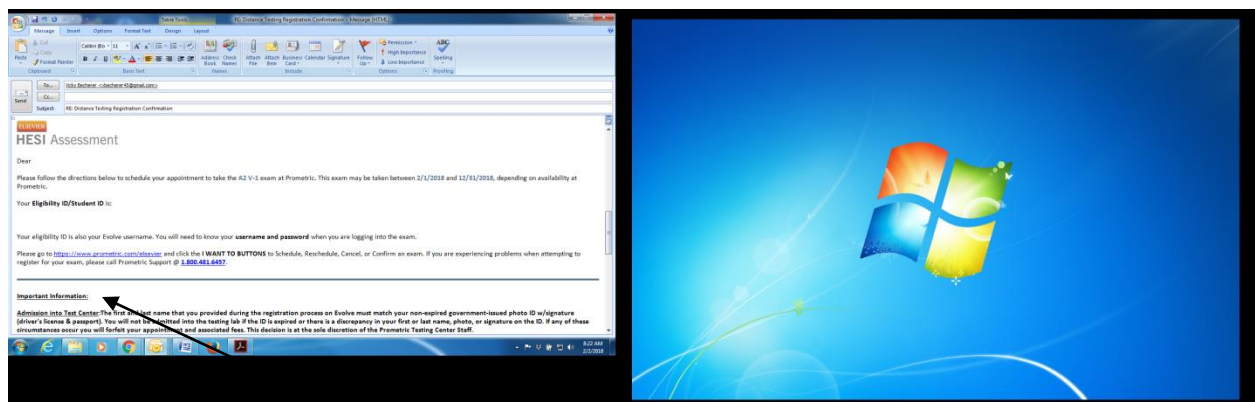 Table Tools
RE: Distance Testing Registration Confirmation - Message (HTML)
Message Insert Options Format Text Design Layout
Cut
Copy
Format Painter
Paste
Calibri (Bo 11
Address Book
Check Names
Attach File
Attach Item
Business Card
Calendar
Signature
Follow Up
Permission
High Importance
Low Importance
ABC
Spelling
Clipboard Basic Text Names Include Options Proofing
Send
To...
Cc...
Subject: RE: Distance Testing Registration Confirmation
ELSEVIER
HESI Assessment
Dear
Please follow the directions below to schedule your appointment to take the A2 V-1 exam at Prometric. This exam may be taken between 2/1/2018 and 12/31/2018, depending on availability at
Prometric.
Your Eligibility ID/Student ID is:
Your eligibility ID is also your Evolve username. You will need to know your username and password when you are logging into the exam.
Please go to https://www.prometric.com/elsevier and click the I WANT TO BUTTONS to Schedule, Reschedule, Cancel, or Confirm an exam. If you are experiencing problems when attempting to
register for your exam, please call Prometric Support @ 1.800.481.6457.
Important Information:
Admission into Test Center: The first and last name that you provided during the registration process on Evolve must match your non-expired government-issued photo ID w/signature
(driver's license & passport). You will not be admitted into the testing lab if the ID is expired or there is a discrepancy in your first or last name, photo, or signature on the ID. If any of these
circumstances occur you will forfeit your appointment and associated fees. This decision is at the sole discretion of the Prometric Testing Center Staff.
8:22 AM
2/2/2018